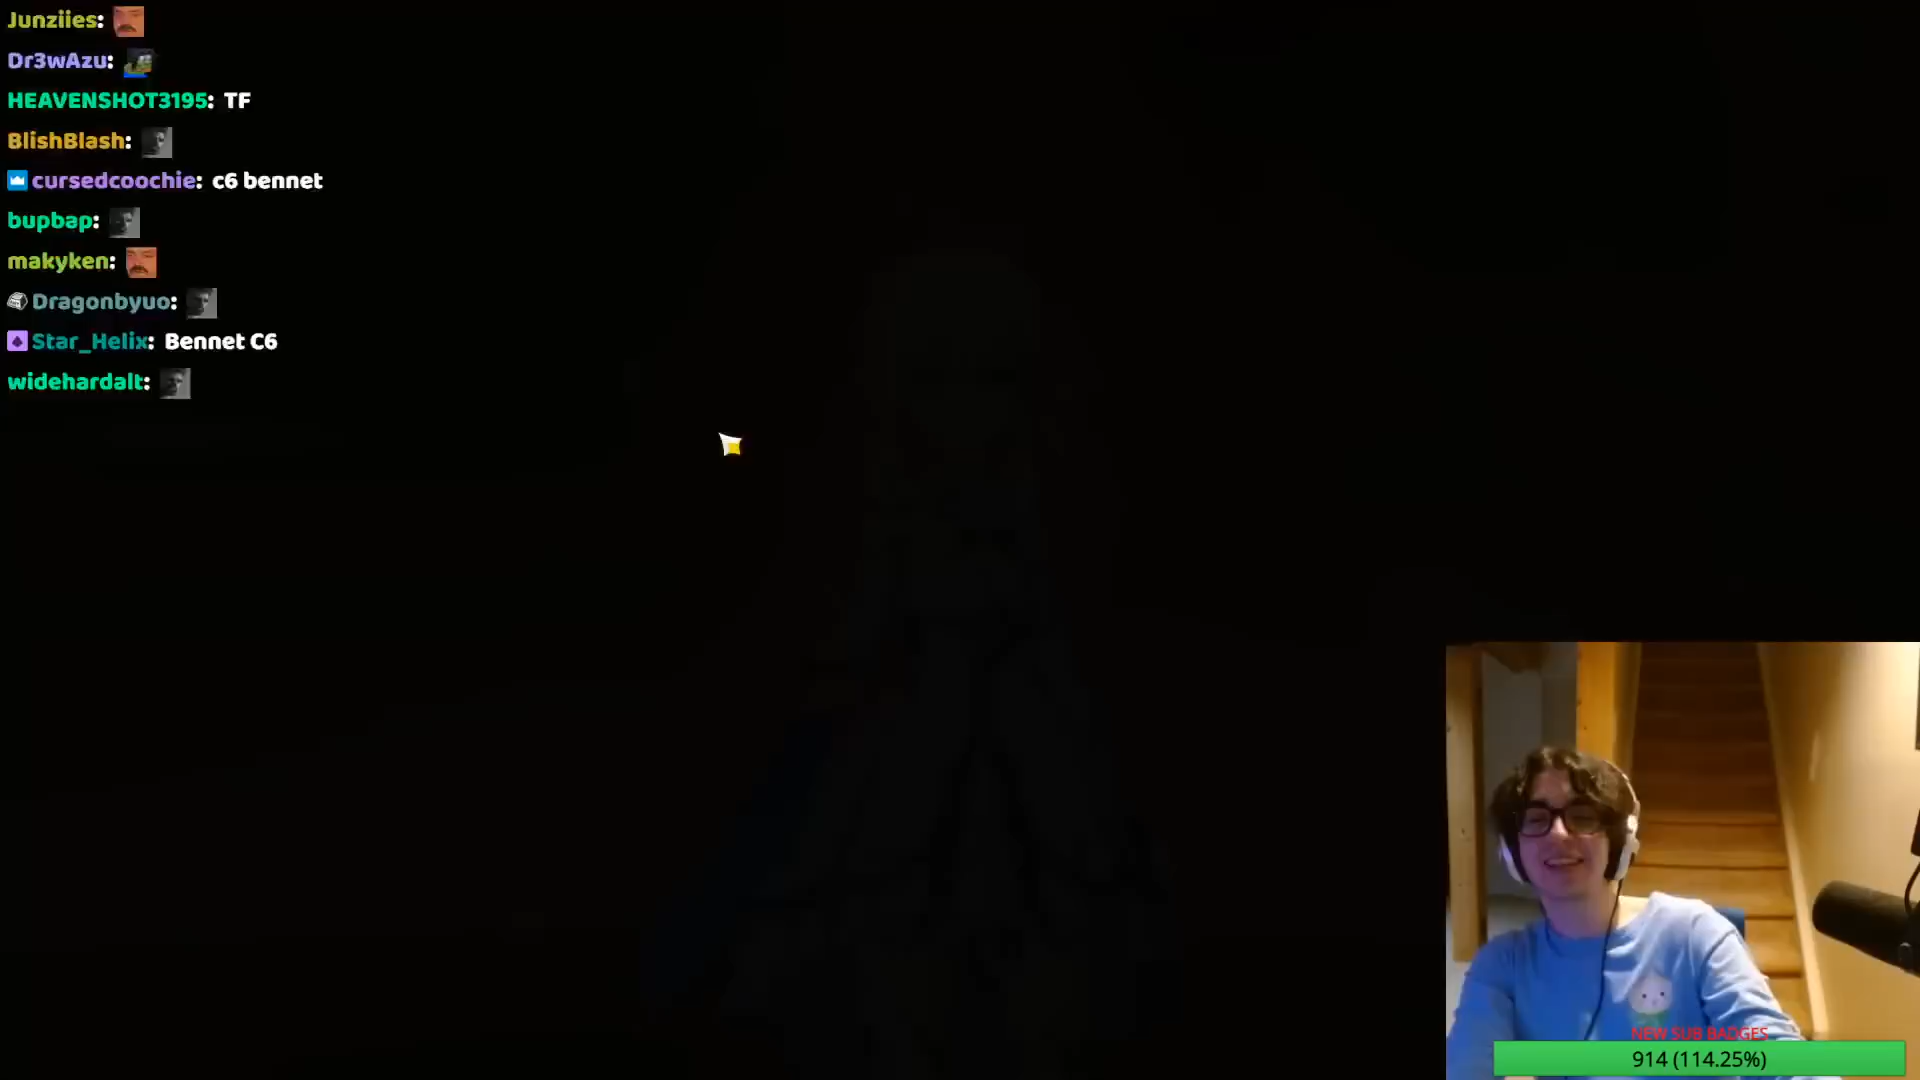 Junziies:
Dr3wAzu:
HEAVENSHOT3195: TF
BlishBlash:
cursedcoochie: c6 bennet
bupbap:
makyken:
Dragonbyuo:
Star_Helix: Bennet C6
widehardalt:
NEW SUB BADGES
914 (114.25%)